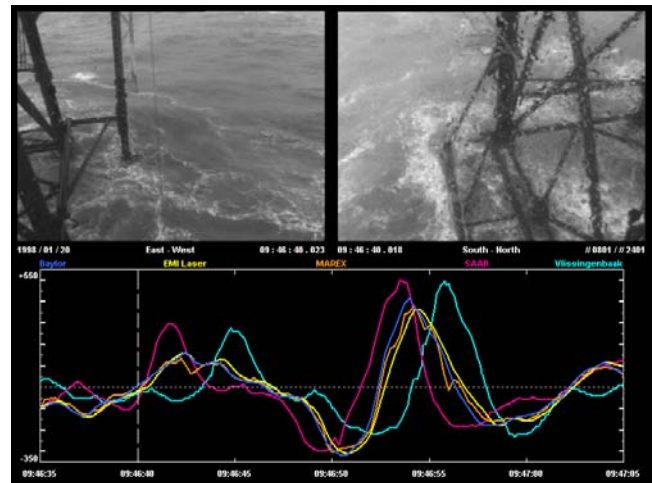 1998 / 01 / 20 East - West 09 : 46 : 40 . 023 09 : 46 : 40 . 018 South - North // 0801 / // 2401
Baylor EMI Laser MAREX SAAB Vlissingenbaak
+550
-350
09:46:35 09:46:40 09:46:45 09:46:50 09:46:55 09:47:00 09:47:05